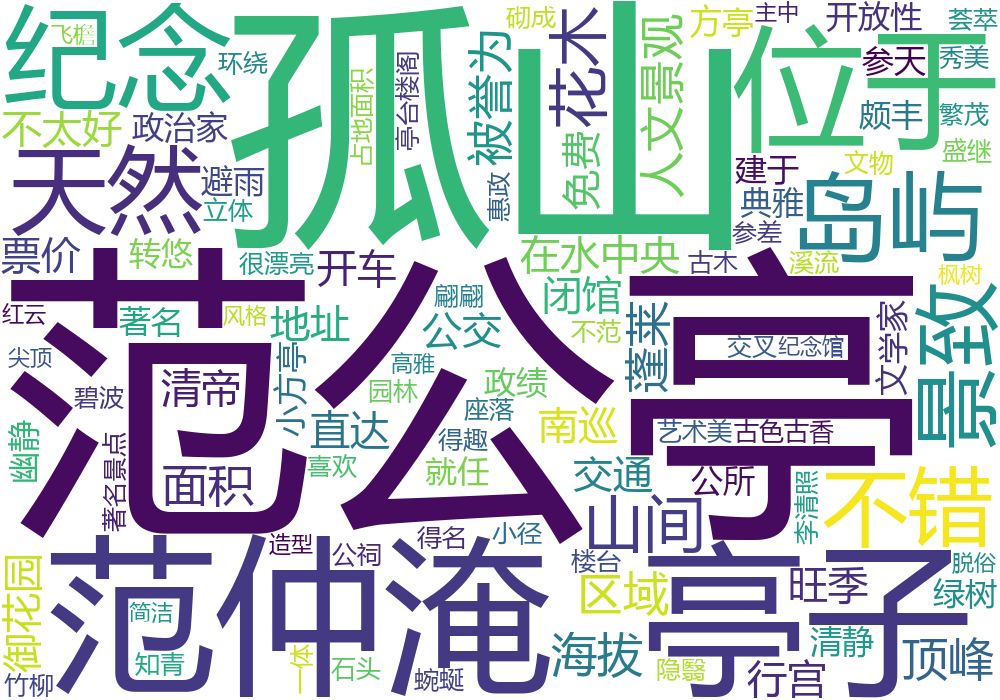 纪念
飞檐
环绕
孤山
占地面积
亭台楼阁
被誉为
砌成
花木
人文景观
方亭
主中
开放性
荟萃
位于
参天
秀美
不太好
政治家
颇丰
繁茂
盛继
天然
避雨
立体
惠政
免费
建于
文物
典雅
参差
岛屿
票价
转悠
很漂亮
开车
在水中央
古木
溪流
枫树
红云
著名
风格
地址
翩翩
公交
闭馆
不范
蓬莱
交叉
纪念馆
文学家
景致
范公亭
尖顶
碧波
清帝
小方亭
高雅
园林
政绩
座落
直达
得趣
南巡
艺术美
古色古香
幽静
著名景点
面积
喜欢
就任
交通
公所
李清照
不错
山间
得名
小径
造型
公祠
楼台
脱俗
范仲淹
亭子
区域
旺季
绿树
御花园
简洁
知青
一体
石头
蜿蜒
海拔
隐翳
清静
行宫
顶峰
竹柳